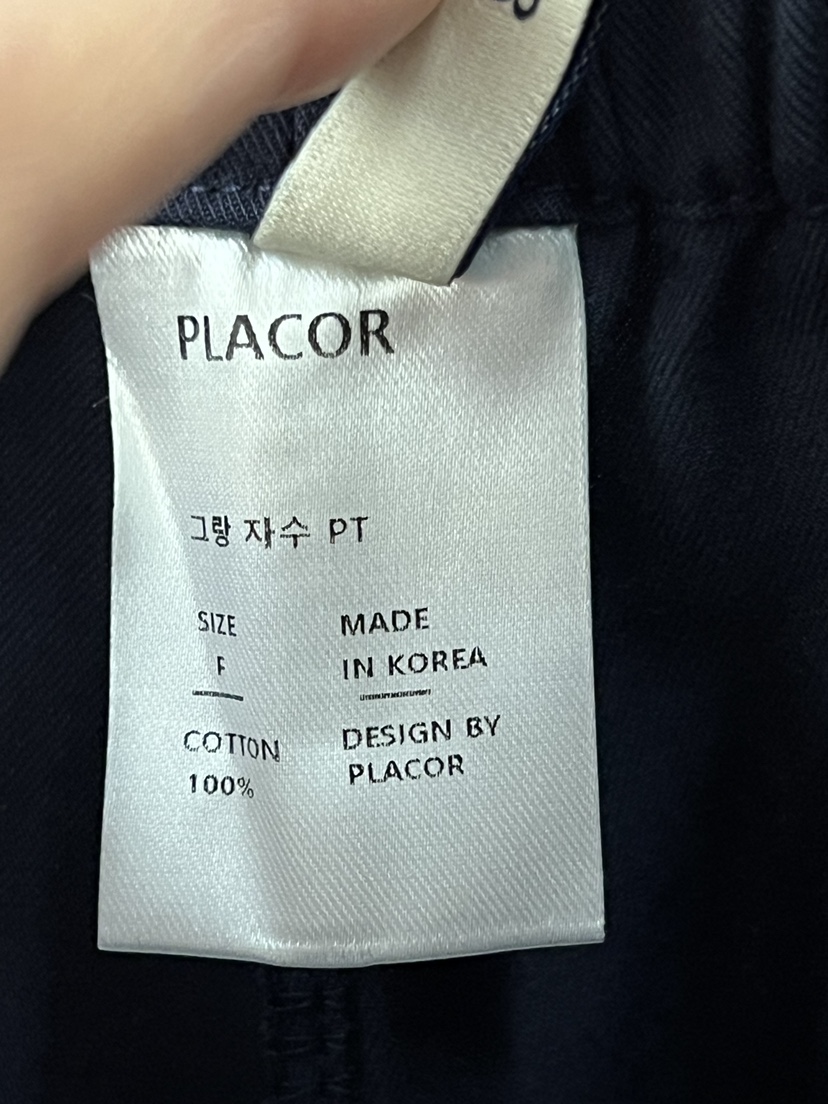 PLACOR
그랑 자수 PT
SIZE
F
MADE
IN KOREA
COTTON
100%
DESIGN BY
PLACOR